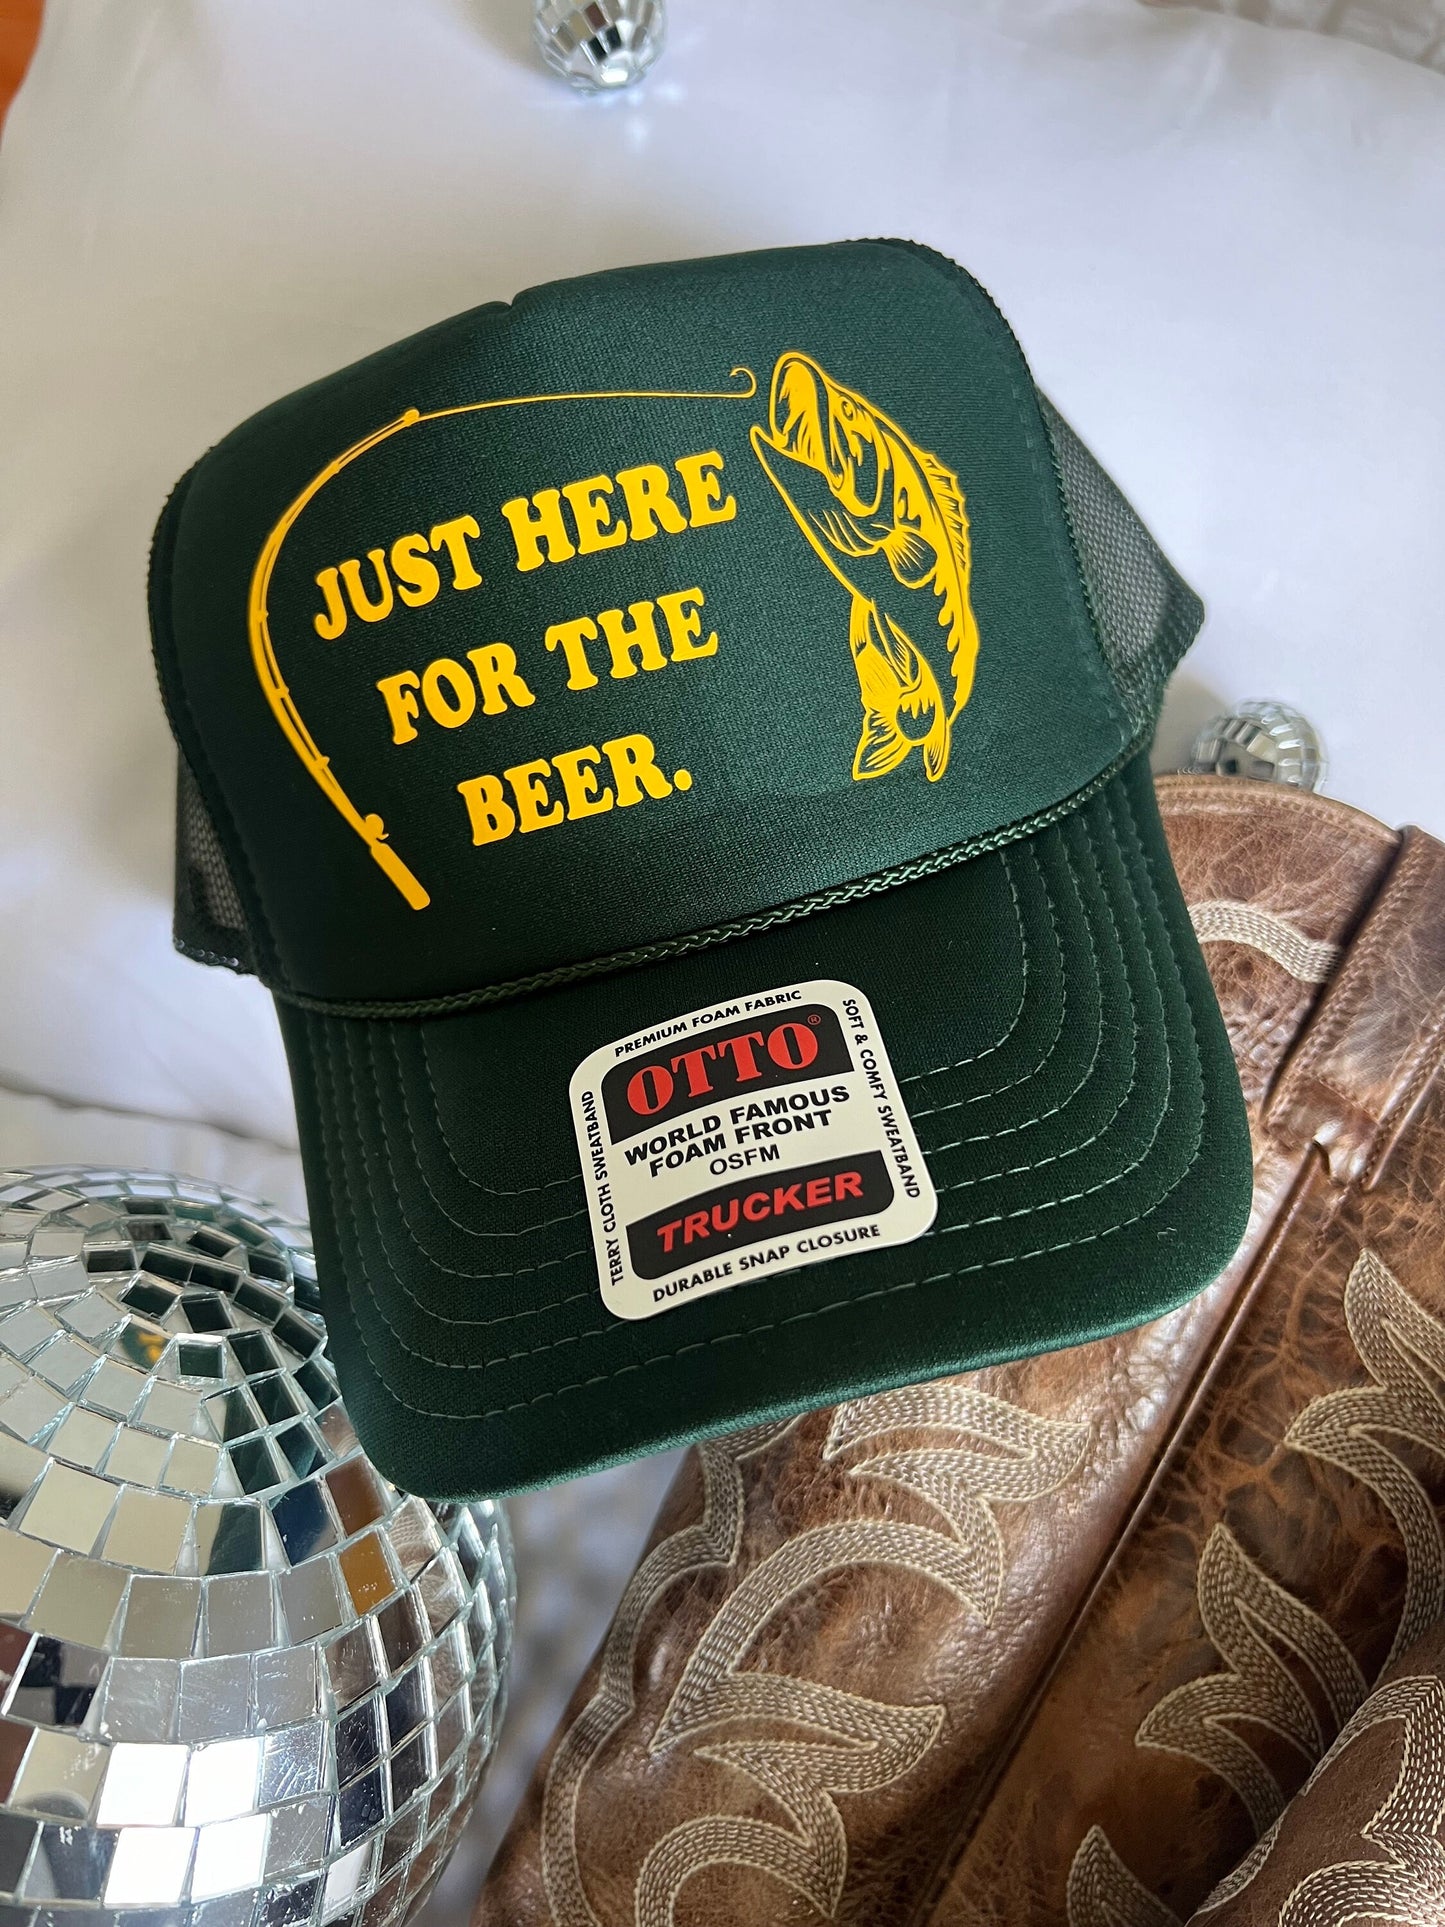 JUST HERE
FOR THE
BEER.
PREMIUM FOAM FABRIC
OTTO®
WORLD FAMOUS
FOAM FRONT
OSFM
TRUCKER
DURABLE SNAP CLOSURE
TERRY CLOTH SWEATBAND
SOFT & COMFY SWEATBAND